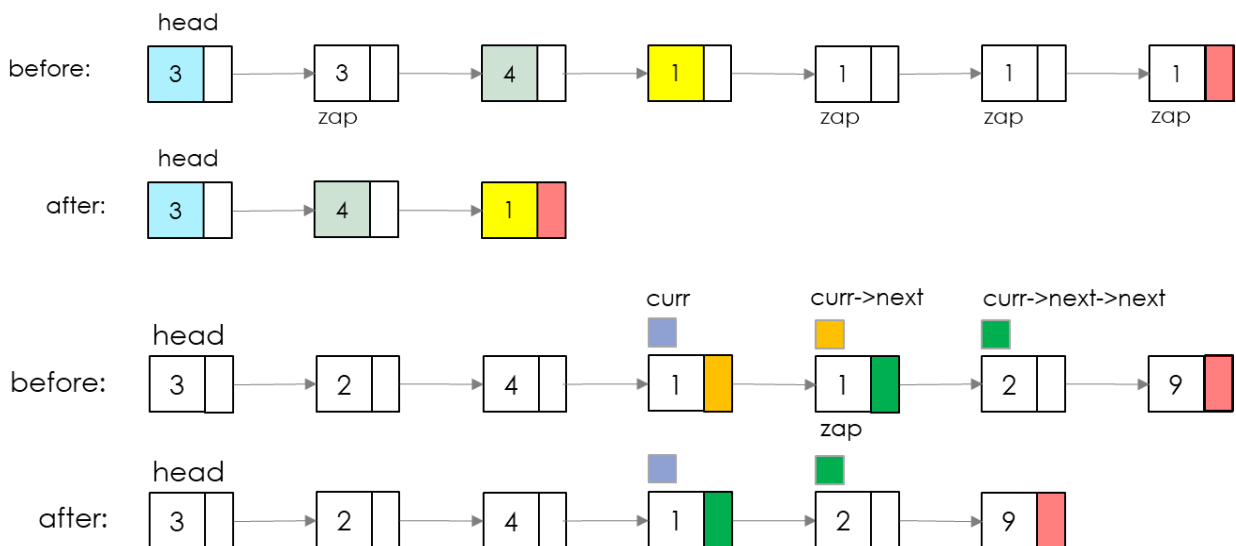 head
before: 3 3 4 1 1 1 1
zap zap zap zap
head
after: 3 4 1
curr curr->next curr->next->next
head
before: 3 2 4 1 1 2 9
zap
head
after: 3 2 4 1 2 9